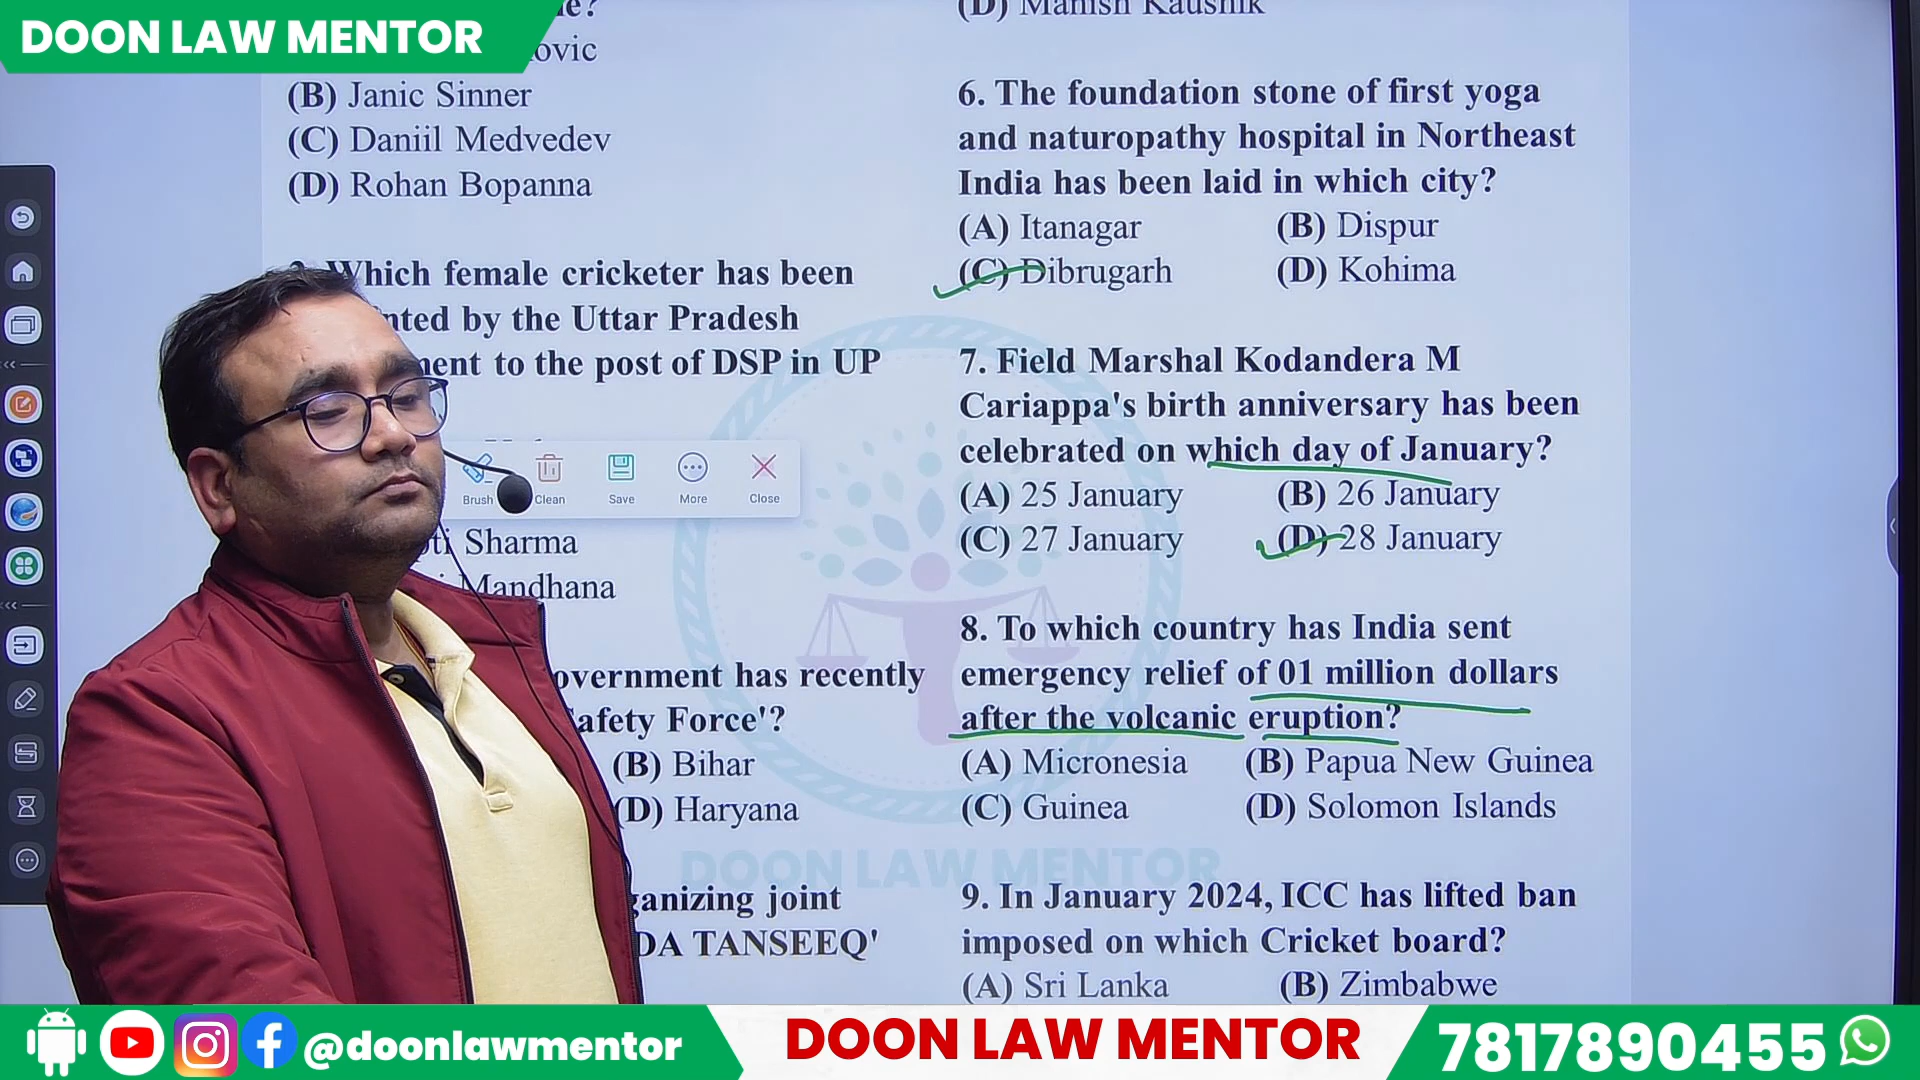 DOON LAW MENTOR
ovic
(B) Janic Sinner
(C) Daniil Medvedev
(D) Rohan Bopanna
Which female cricketer has been
nted by the Uttar Pradesh
ment to the post of DSP in UP
Brush
Clean
Save
More
Close
Sharma
Mandhana
overnment has recently
afety Force'?
(B) Bihar
(D) Haryana
ganizing joint
DA TANSEEQ'
(D) Manish Kaushik
6. The foundation stone of first yoga
and naturopathy hospital in Northeast
India has been laid in which city?
(A) Itanagar (B) Dispur
(C) Dibrugarh (D) Kohima
7. Field Marshal Kodandera M
Cariappa's birth anniversary has been
celebrated on which day of January?
(A) 25 January (B) 26 January
(C) 27 January (D) 28 January
8. To which country has India sent
emergency relief of 01 million dollars
after the volcanic eruption?
(A) Micronesia (B) Papua New Guinea
(C) Guinea (D) Solomon Islands
DOON LAW MENTOR
9. In January 2024, ICC has lifted ban
imposed on which Cricket board?
(A) Sri Lanka (B) Zimbabwe
@doonlawmentor
DOON LAW MENTOR
7817890455